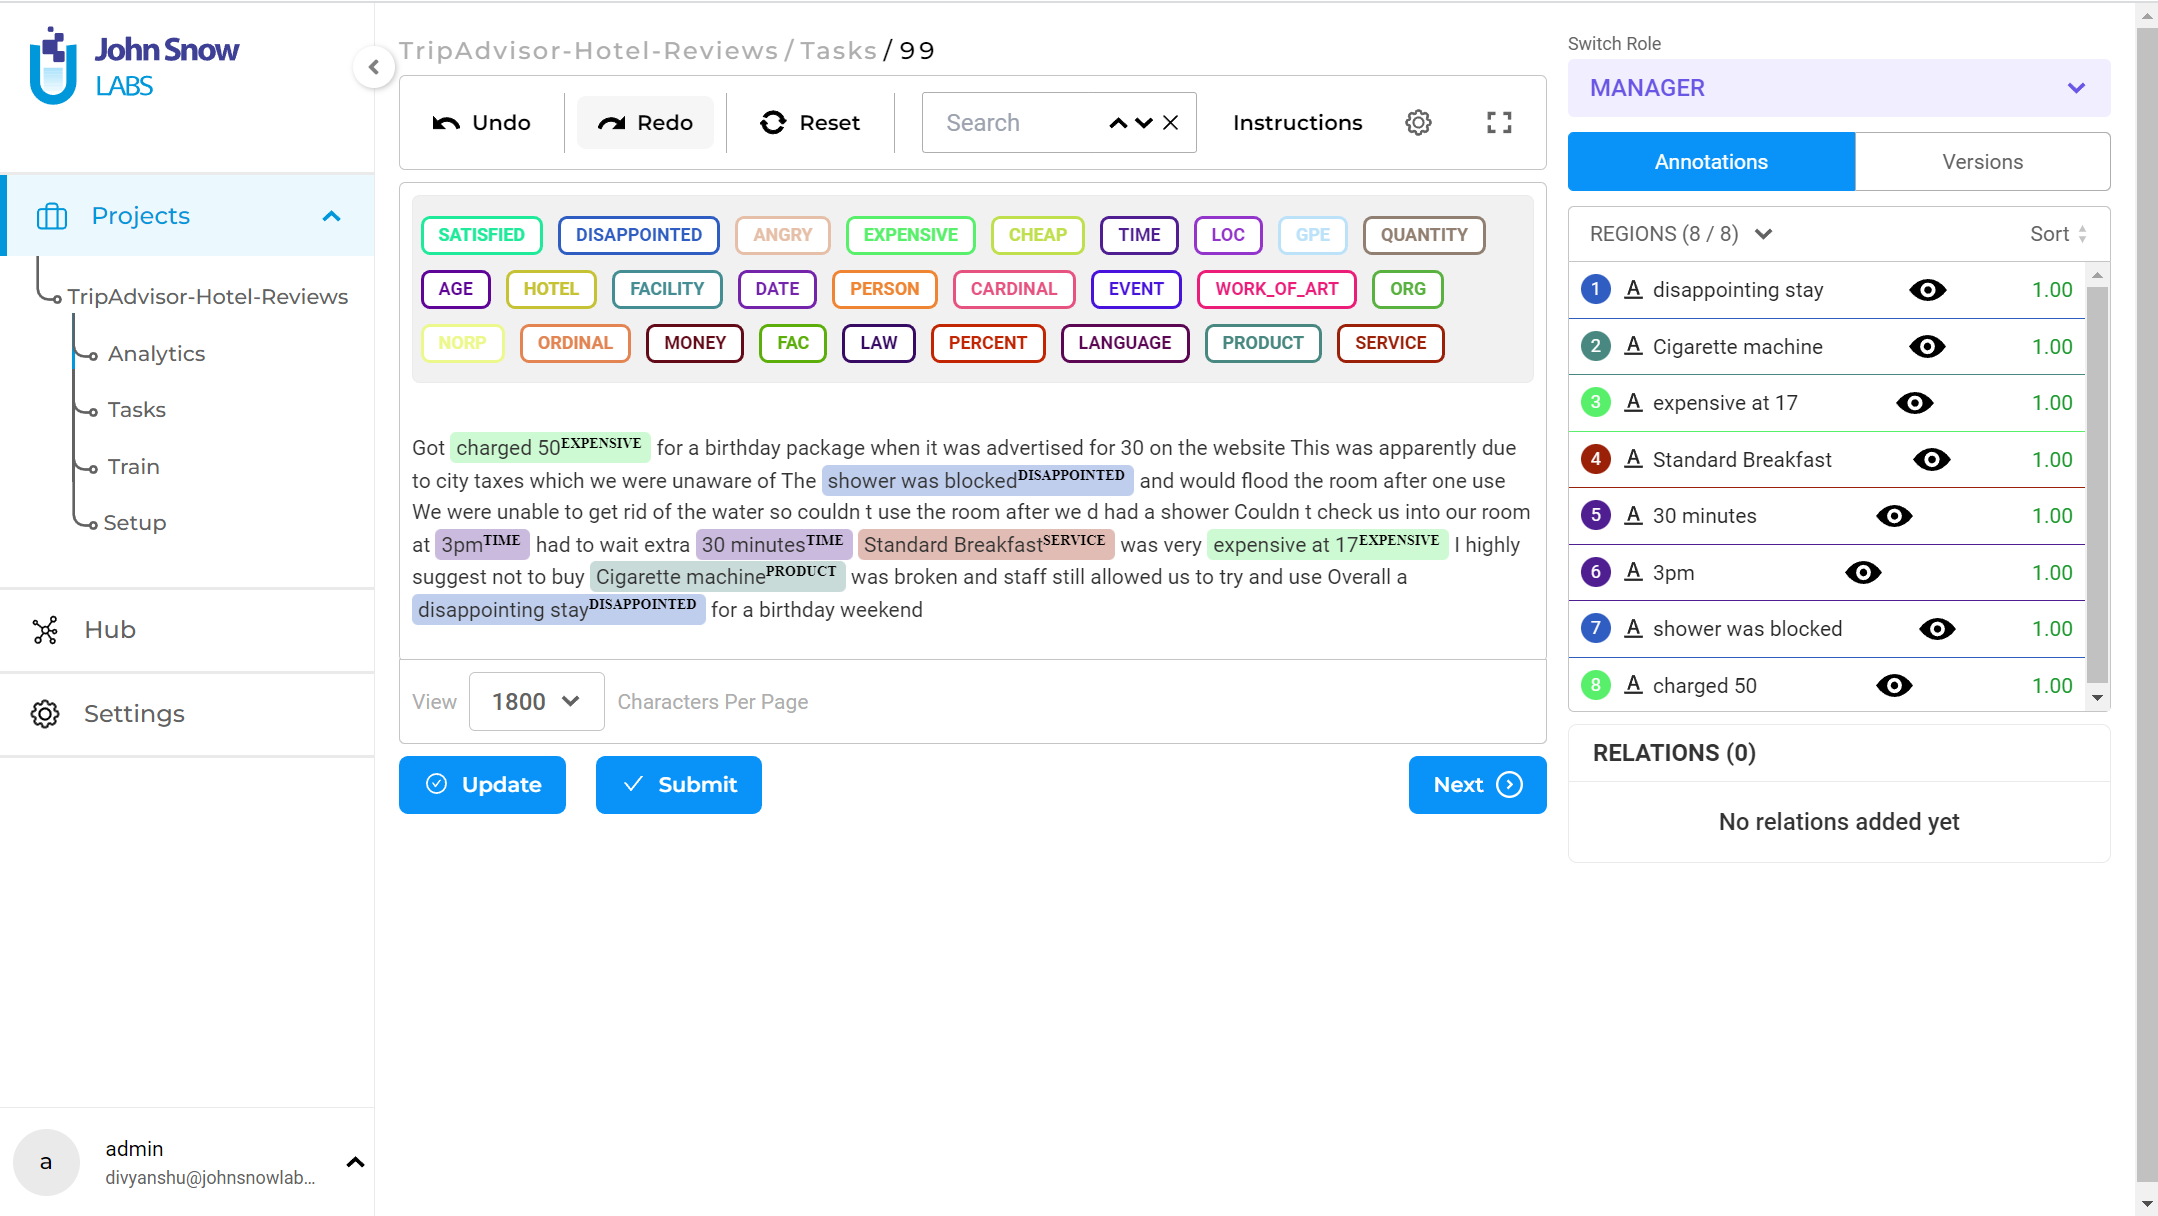 John Snow
LABS
Projects
TripAdvisor-Hotel-Reviews
Analytics
Tasks
Train
Setup
Hub
Settings
a
admin
divyanshu@johnsnowlab...
TripAdvisor-Hotel-Reviews / Tasks / 99
Undo Redo Reset Search Instructions
SATISFIED DISAPPOINTED ANGRY EXPENSIVE CHEAP TIME LOC GPE QUANTITY
AGE HOTEL FACILITY DATE PERSON CARDINAL EVENT WORK_OF_ART ORG
NORP ORDINAL MONEY FAC LAW PERCENT LANGUAGE PRODUCT SERVICE
Got charged 50 EXPENSIVE for a birthday package when it was advertised for 30 on the website This was apparently due
to city taxes which we were unaware of The shower was blocked DISAPPOINTED and would flood the room after one use
We were unable to get rid of the water so couldn t use the room after we d had a shower Couldn t check us into our room
at 3pm TIME had to wait extra 30 minutes TIME Standard Breakfast SERVICE was very expensive at 17 EXPENSIVE I highly
suggest not to buy Cigarette machine PRODUCT was broken and staff still allowed us to try and use Overall a
disappointing stay DISAPPOINTED for a birthday weekend
View 1800 Characters Per Page
Update Submit Next
Switch Role
MANAGER
Annotations Versions
REGIONS (8 / 8) Sort
1 A disappointing stay 1.00
2 A Cigarette machine 1.00
3 A expensive at 17 1.00
4 A Standard Breakfast 1.00
5 A 30 minutes 1.00
6 A 3pm 1.00
7 A shower was blocked 1.00
8 A charged 50 1.00
RELATIONS (0)
No relations added yet